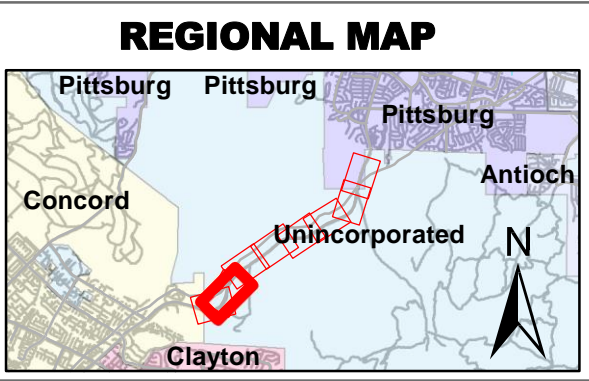 REGIONAL MAP
Pittsburg Pittsburg
Pittsburg
Antioch
Concord
Unincorporated
N
Clayton